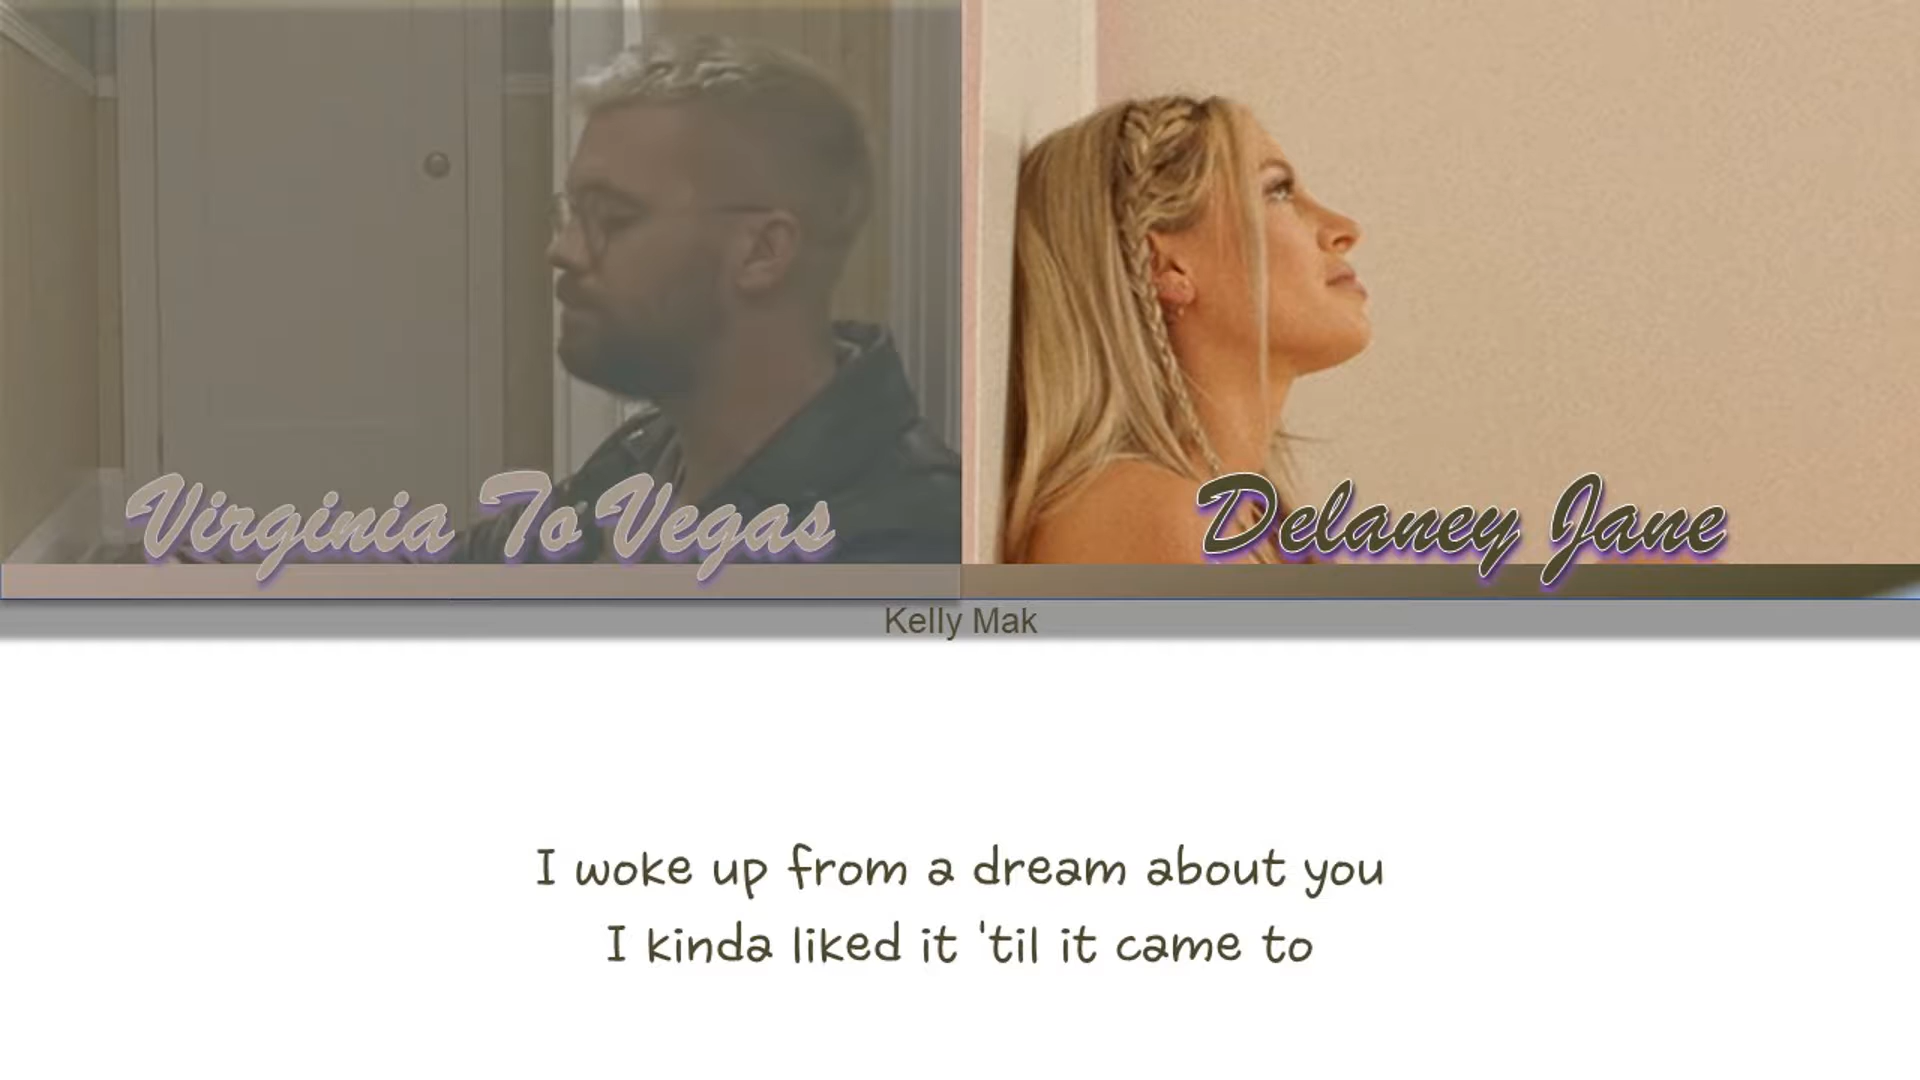 Virginia To Vegas
Delaney Jane
Kelly Mak
I woke up from a dream about you
I kinda liked it 'til it came to